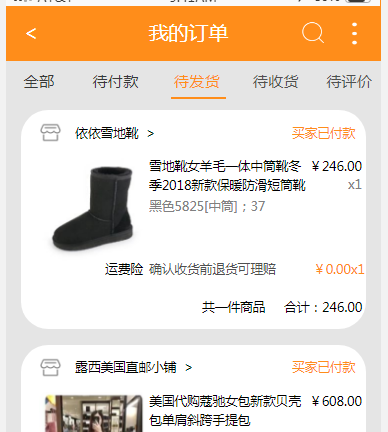 < 我的订单
全部 待付款 待发货 待收货 待评价
依依雪地靴 > 买家已付款
雪地靴女羊毛一体中筒靴冬 ￥246.00
季2018新款保暖防滑短筒靴 x1
黑色5825[中筒]；37
运费险 确认收货前退货可理赔 ￥0.00x1
共一件商品 合计：246.00
露西美国直邮小铺 > 买家已付款
美国代购蔻驰女包新款贝壳 ￥608.00
包单肩斜跨手提包